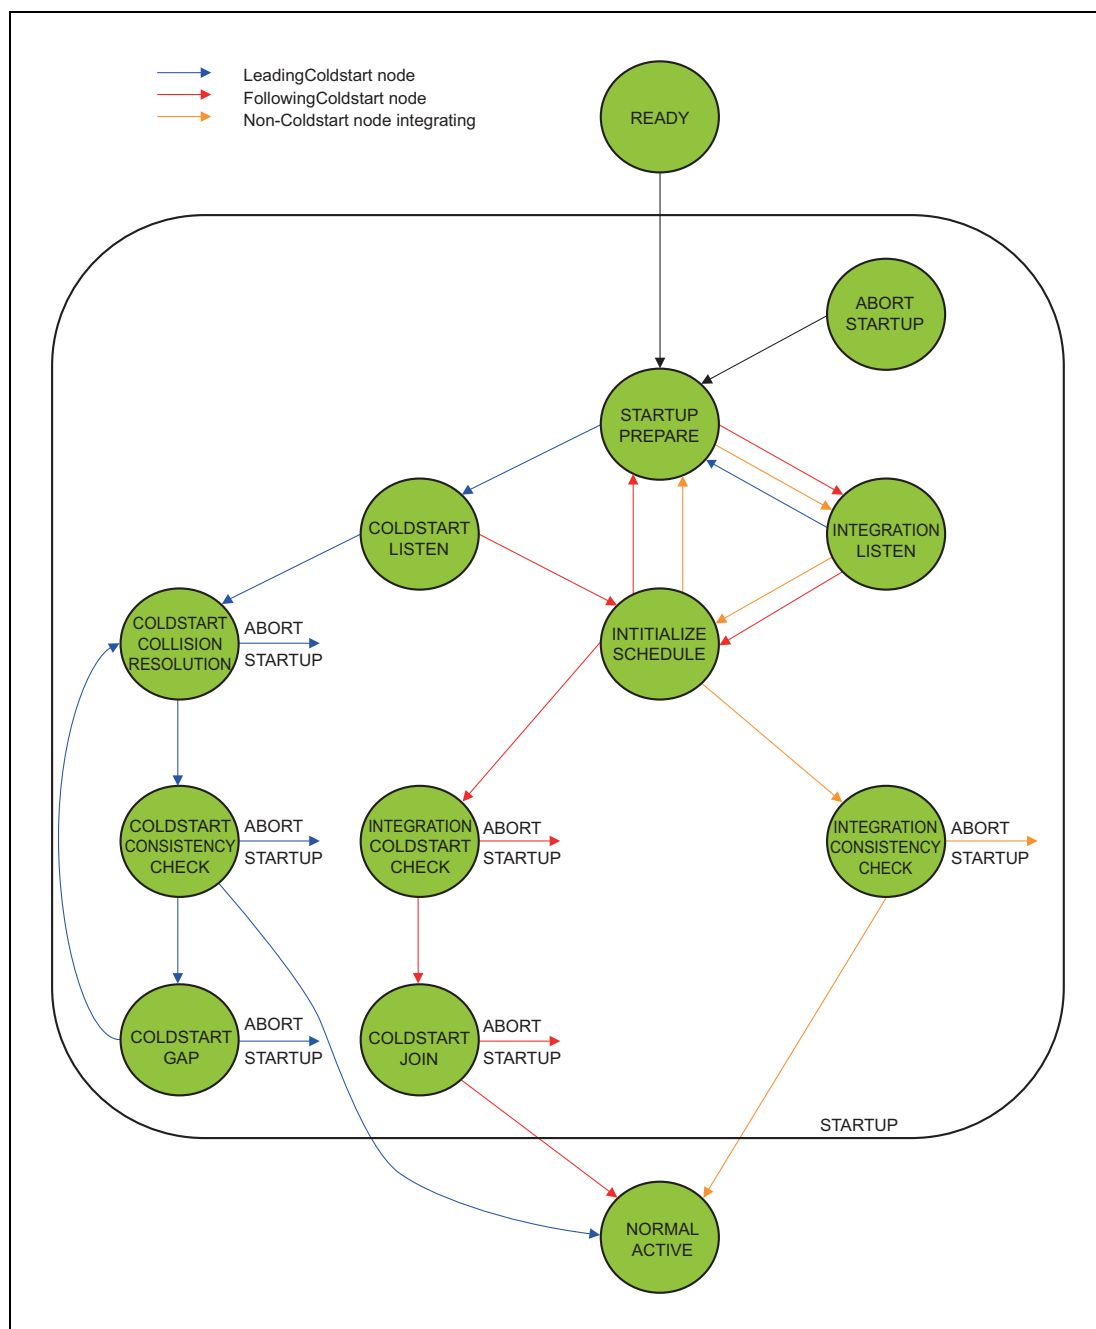 LeadingColdstart node
FollowingColdstart node
Non-Coldstart node integrating
READY
ABORT
STARTUP
STARTUP
PREPARE
COLDSTART
LISTEN
INTEGRATION
LISTEN
COLDSTART
COLLISION
RESOLUTION
ABORT
STARTUP
INTITIALIZE
SCHEDULE
COLDSTART
CONSISTENCY
CHECK
ABORT
STARTUP
INTEGRATION
COLDSTART
CHECK
ABORT
STARTUP
INTEGRATION
CONSISTENCY
CHECK
ABORT
STARTUP
COLDSTART
GAP
ABORT
STARTUP
COLDSTART
JOIN
ABORT
STARTUP
STARTUP
NORMAL
ACTIVE